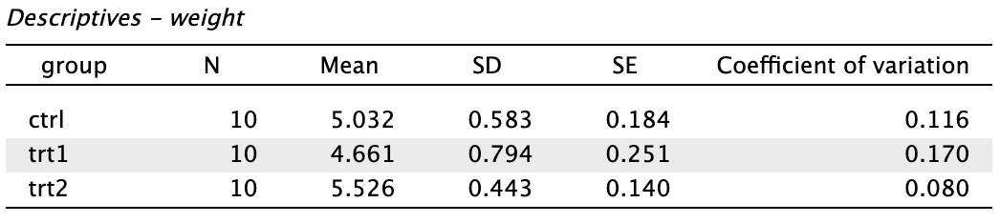 Descriptives – weight
group N Mean SD SE Coefficient of variation
ctrl 10 5.032 0.583 0.184 0.116
trt1 10 4.661 0.794 0.251 0.170
trt2 10 5.526 0.443 0.140 0.080